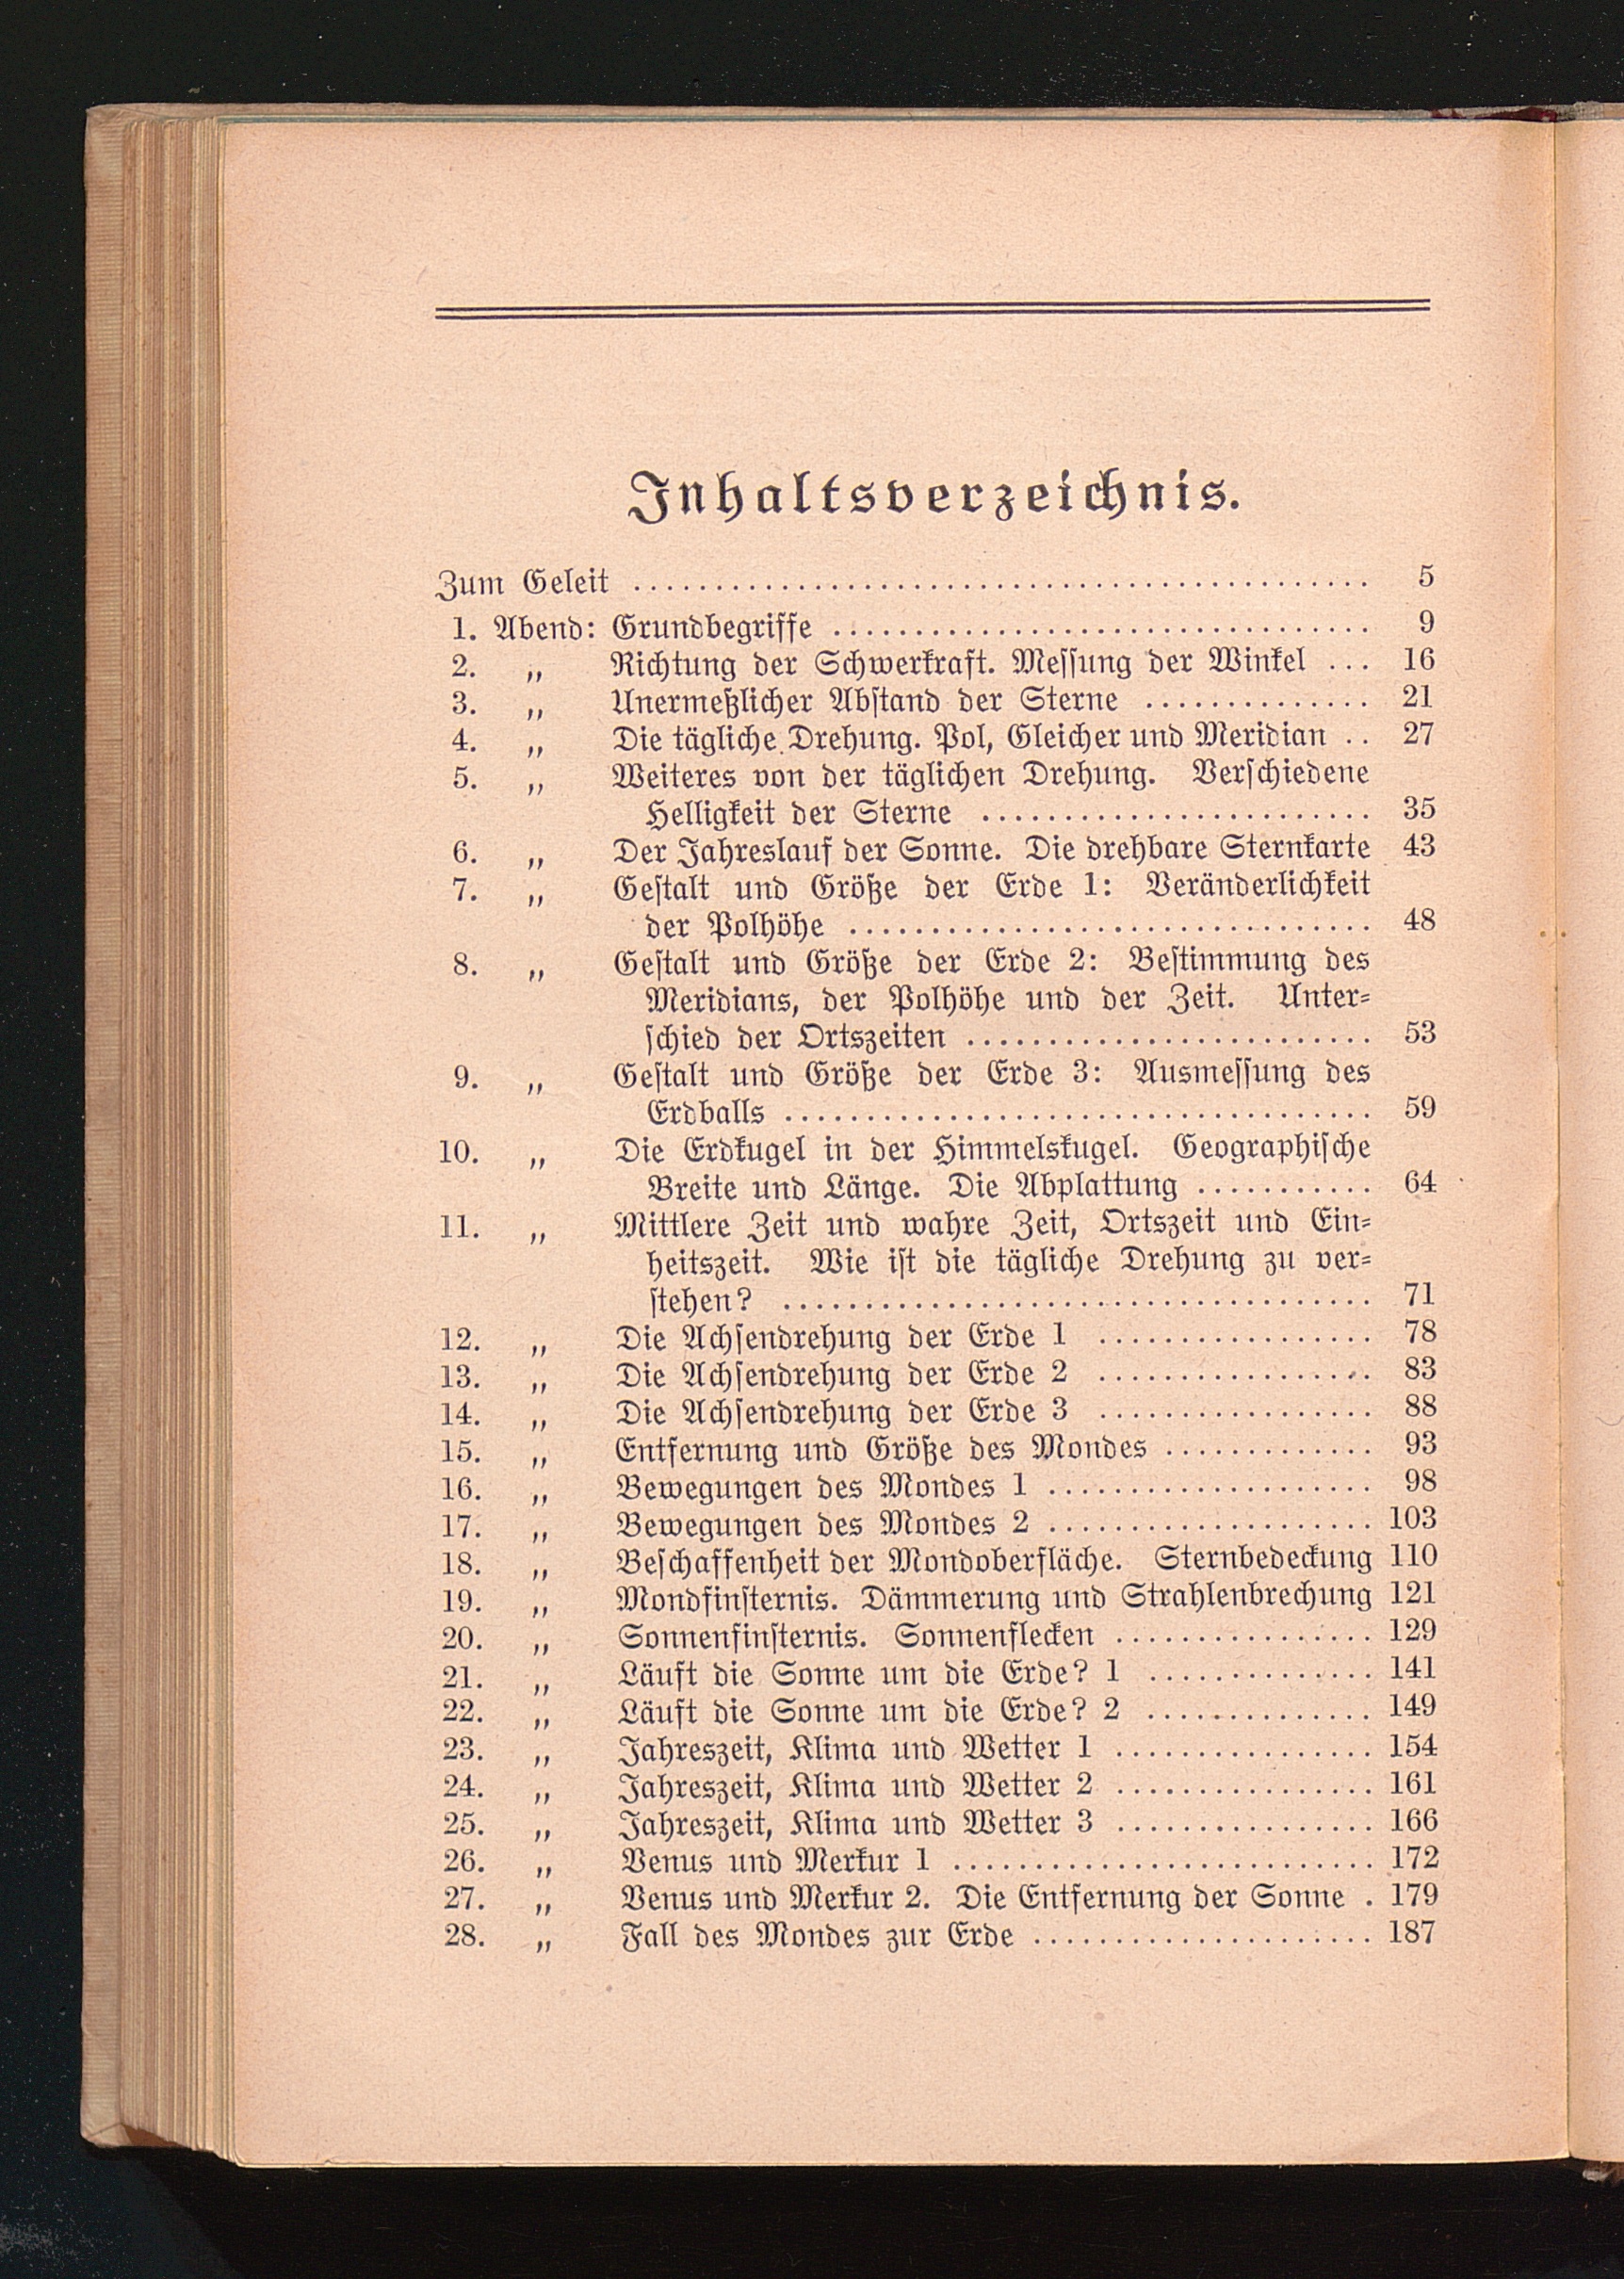 Inhaltsverzeichnis.
Zum Geleit .............................................. 5
1. Abend: Grundbegriffe .................................. 9
2. „ Richtung der Schwerkraft. Messung der Winkel ... 16
3. „ Unermeßlicher Abstand der Sterne .............. 21
4. „ Die tägliche Drehung. Pol, Gleicher und Meridian .. 27
5. „ Weiteres von der täglichen Drehung. Verschiedene
Helligkeit der Sterne ........................ 35
6. „ Der Jahreslauf der Sonne. Die drehbare Sternkarte 43
7. „ Gestalt und Größe der Erde 1: Veränderlichkeit
der Polhöhe ................................. 48
8. „ Gestalt und Größe der Erde 2: Bestimmung des
Meridians, der Polhöhe und der Zeit. Unter-
schied der Ortszeiten ......................... 53
9. „ Gestalt und Größe der Erde 3: Ausmessung des
Erdballs ..................................... 59
10. „ Die Erdkugel in der Himmelskugel. Geographische
Breite und Länge. Die Abplattung ........... 64
11. „ Mittlere Zeit und wahre Zeit, Ortszeit und Ein-
heitszeit. Wie ist die tägliche Drehung zu ver-
stehen? ..................................... 71
12. „ Die Achsendrehung der Erde 1 ................. 78
13. „ Die Achsendrehung der Erde 2 ................. 83
14. „ Die Achsendrehung der Erde 3 ................. 88
15. „ Entfernung und Größe des Mondes ............. 93
16. „ Bewegungen des Mondes 1 .................... 98
17. „ Bewegungen des Mondes 2 .................... 103
18. „ Beschaffenheit der Mondoberfläche. Sternbedeckung 110
19. „ Mondfinsternis. Dämmerung und Strahlenbrechung 121
20. „ Sonnenfinsternis. Sonnenflecken ................ 129
21. „ Läuft die Sonne um die Erde? 1 .............. 141
22. „ Läuft die Sonne um die Erde? 2 .............. 149
23. „ Jahreszeit, Klima und Wetter 1 ................ 154
24. „ Jahreszeit, Klima und Wetter 2 ................ 161
25. „ Jahreszeit, Klima und Wetter 3 ................ 166
26. „ Venus und Merkur 1 .......................... 172
27. „ Venus und Merkur 2. Die Entfernung der Sonne . 179
28. „ Fall des Mondes zur Erde ..................... 187